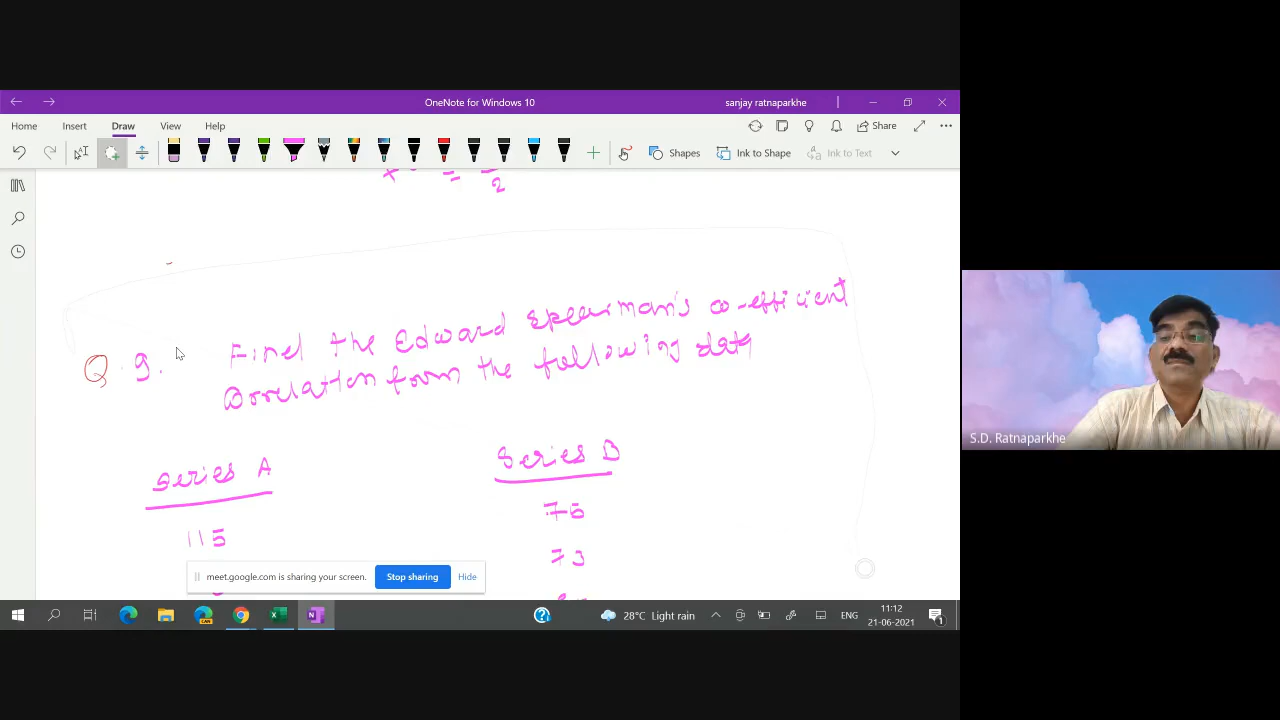 OneNote for Windows 10
sanjay ratnaparkhe
Home Insert Draw View Help
Share
Shapes
Ink to Shape
Ink to Text
2
Q. 9. Find the Edward Spearman's co-efficient
Correlation from the following data
Series A Series B
75
115
73
meet.google.com is sharing your screen. Stop sharing Hide
28°C Light rain
ENG
11:12
21-06-2021
S.D. Ratnaparkhe